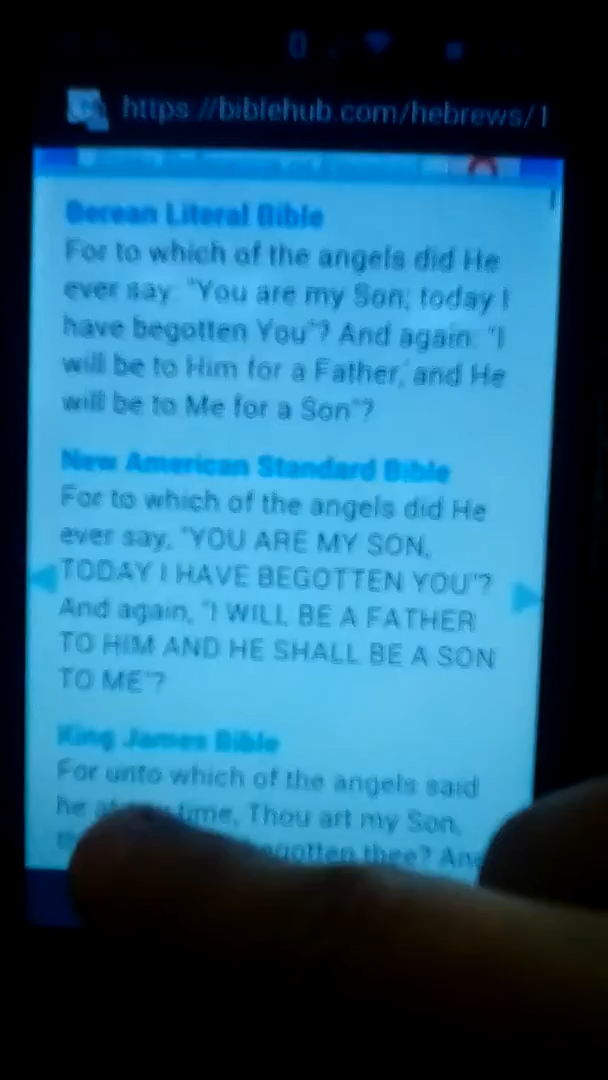 https://biblehub.com/hebrews/1
Berean Literal Bible
For to which of the angels did He
ever say: "You are my Son; today I
have begotten You"? And again: "I
will be to Him for a Father, and He
will be to Me for a Son"?
New American Standard Bible
For to which of the angels did He
ever say, "YOU ARE MY SON,
TODAY I HAVE BEGOTTEN YOU"?
And again, "I WILL BE A FATHER
TO HIM AND HE SHALL BE A SON
TO ME"?
King James Bible
For unto which of the angels said
he time, Thou art my Son,
thee? And